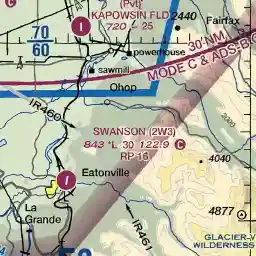 (Pvt)
KAPOWSIN FLD
720 - 25
2440
Fairfax
C
I
70
60
powerhouse
30 NM
MODE C & ADS-B O
sawmill
Ohop
IR460
SWANSON (2W3)
843 *L 30 122.9 C
RP 16
4040
Eatonville
I
La
Grande
IR461
4877
GLACIER-V
WILDERNESS